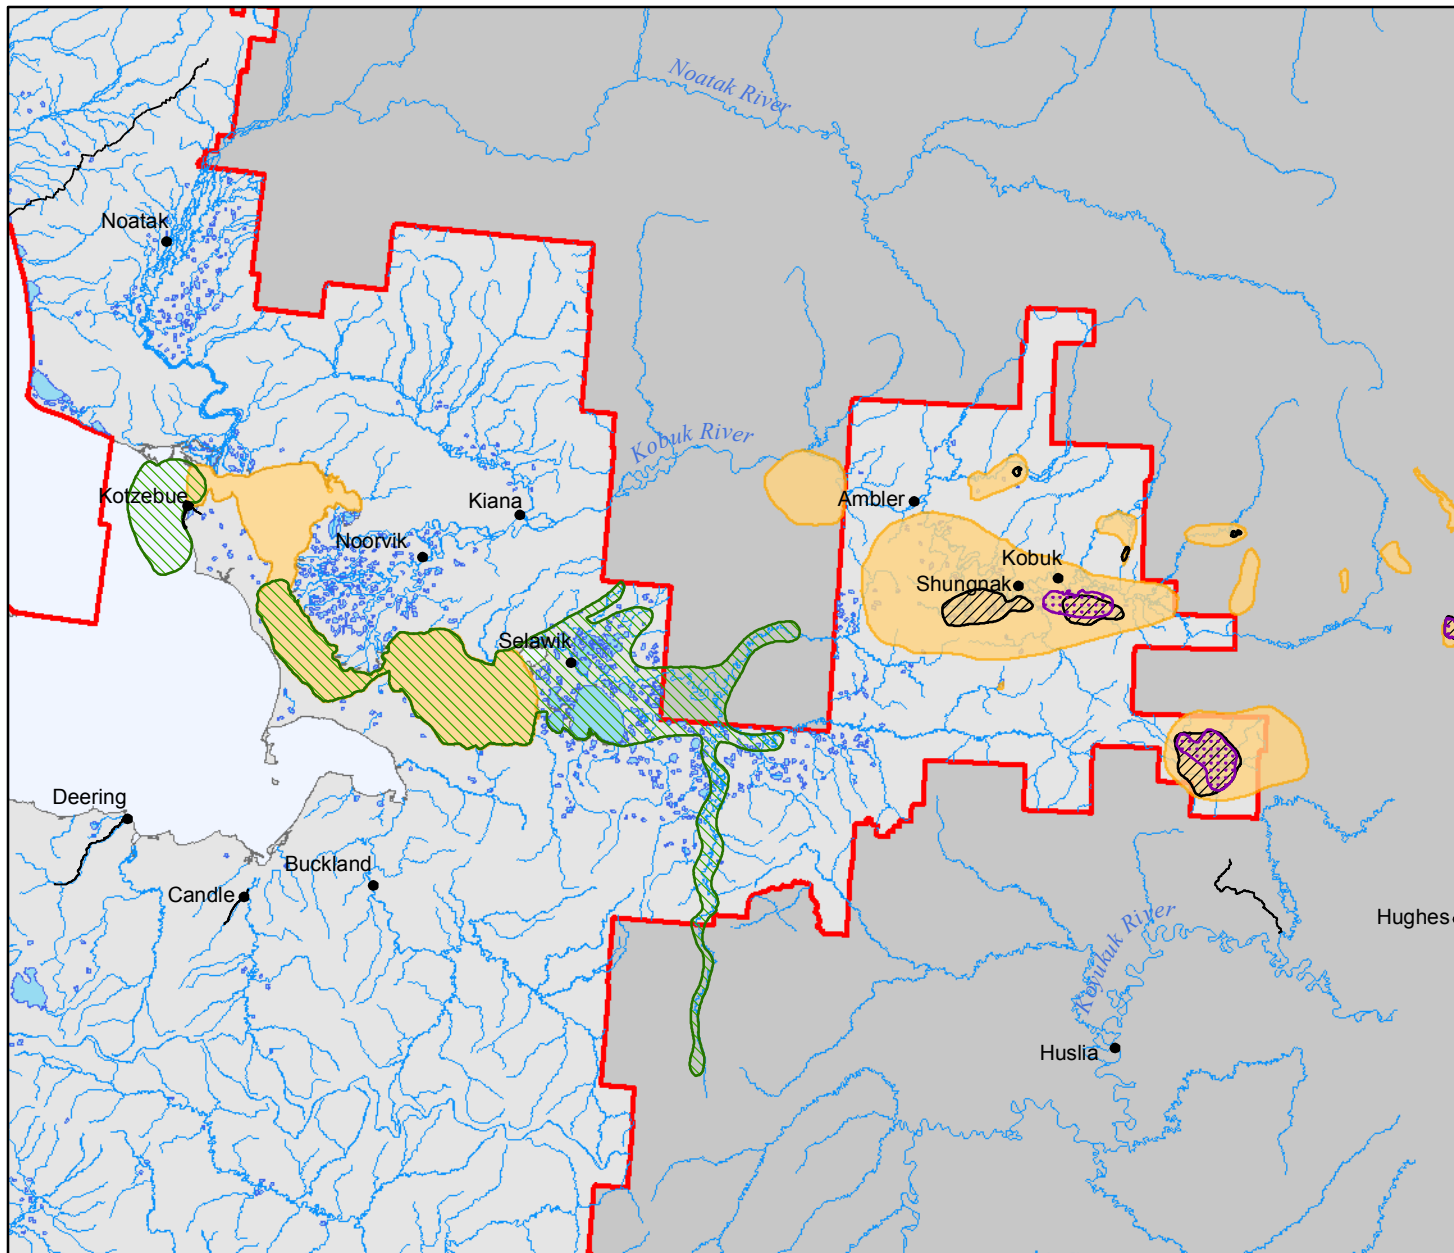 Noatak River
Noatak
Kobuk River
Kotzebue
Kiana
Ambler
Noorvik
Kobuk
Shungnak
Selawik
Deering
Buckland
Candle
Hughes
Koyukuk River
Huslia